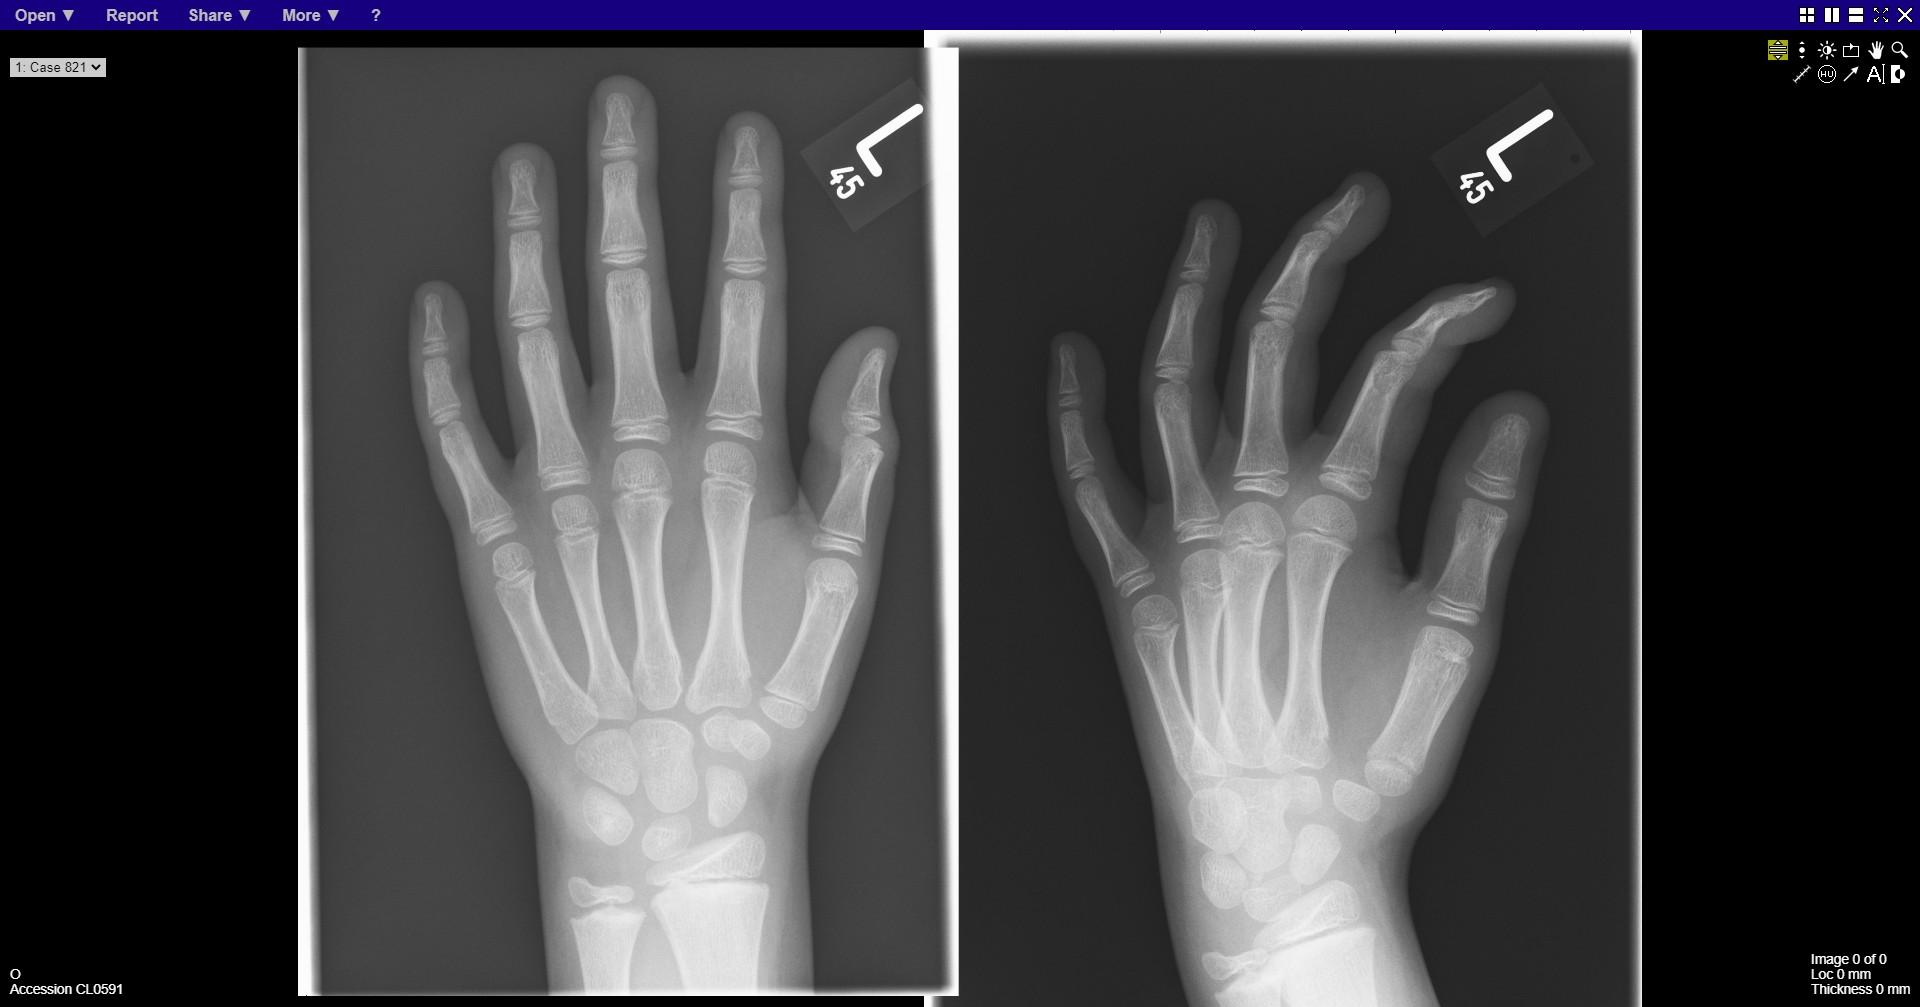 Open ▼ Report Share ▼ More ▼ ?
1: Case 821
HU A
L
45
L
45
O
Accession CL0591
Image 0 of 0
Loc 0 mm
Thickness 0 mm